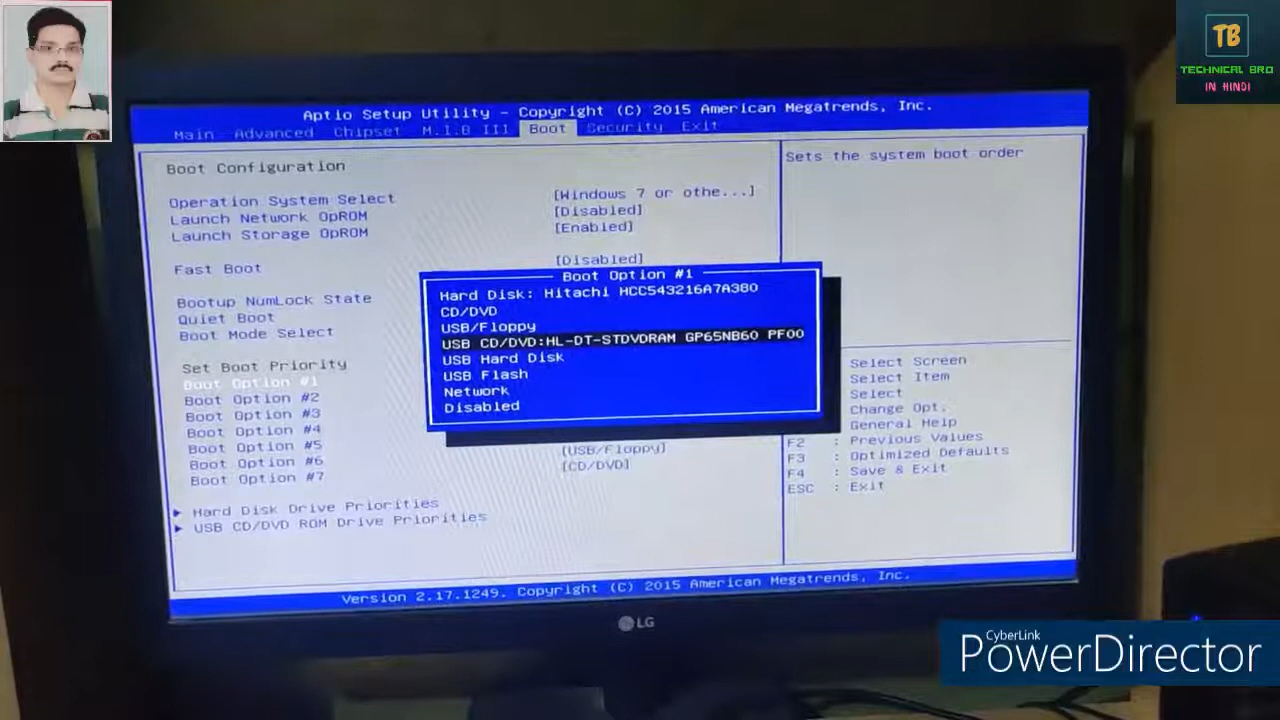 TB
TECHNICAL BRO
IN HINDI
Aptio Setup Utility - Copyright (C) 2015 American Megatrends, Inc.
Main Advanced Chipset M.I.B III Boot Security Exit
Boot Configuration
Sets the system boot order
Operation System Select [Windows 7 or othe...]
Launch Network OpROM [Disabled]
Launch Storage OpROM [Enabled]
Fast Boot [Disabled]
Bootup NumLock State
Quiet Boot
Boot Mode Select
Set Boot Priority
Boot Option #1
Boot Option #2
Boot Option #3
Boot Option #4
Boot Option #5
Boot Option #6 [USB/Floppy]
Boot Option #7 [CD/DVD]
Hard Disk Drive Priorities
USB CD/DVD ROM Drive Priorities
Boot Option #1
Hard Disk: Hitachi HCC543216A7A380
CD/DVD
USB/Floppy
USB CD/DVD:HL-DT-STDVDRAM GP65NB60 PF00
USB Hard Disk
USB Flash
Network
Disabled
Select Screen
Select Item
Select
Change Opt.
General Help
F2 : Previous Values
F3 : Optimized Defaults
F4 : Save & Exit
ESC : Exit
Version 2.17.1249. Copyright (C) 2015 American Megatrends, Inc.
LG
CyberLink
PowerDirector